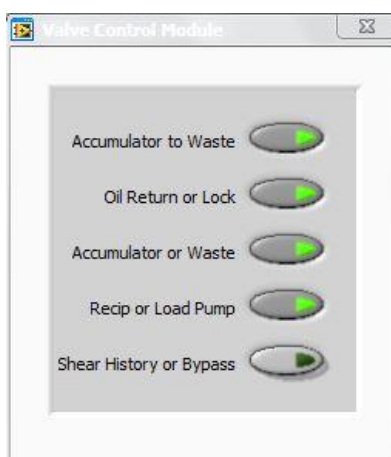 Valve Control Module
Accumulator to Waste
Oil Return or Lock
Accumulator or Waste
Recip or Load Pump
Shear History or Bypass